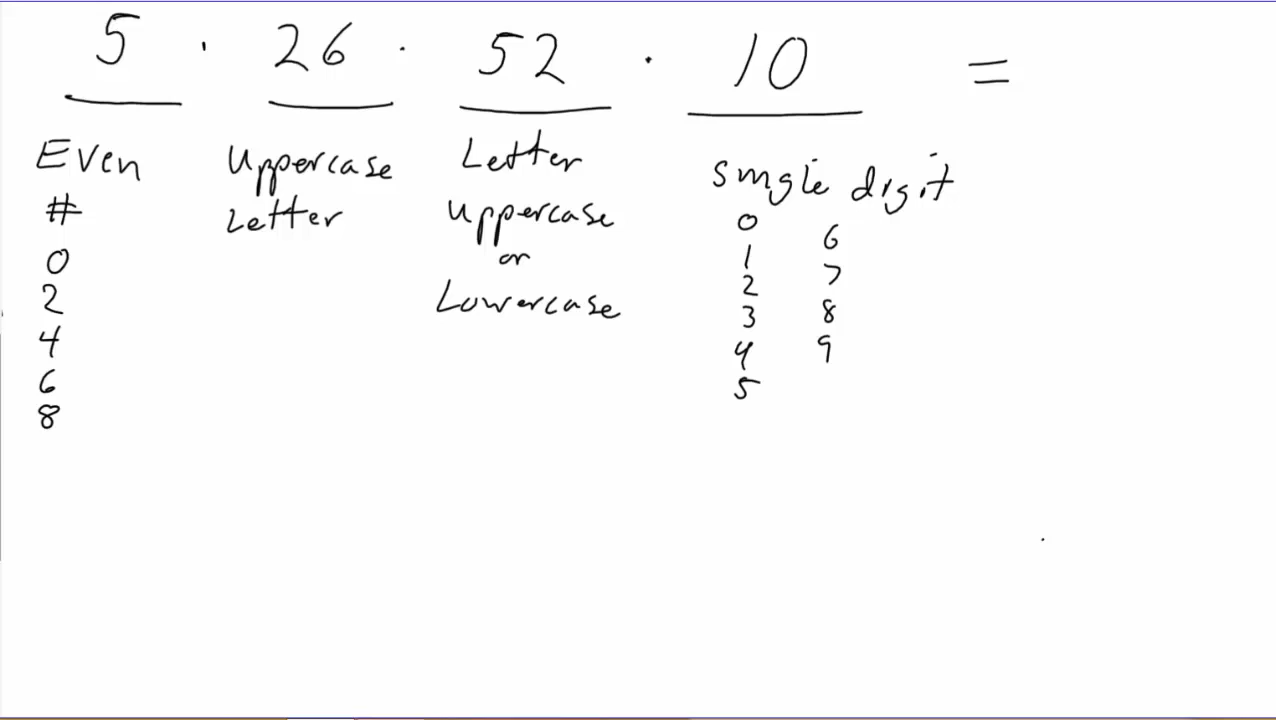 5 · 26 · 52 · 10 =
Even
#
0
2
4
6
8
Uppercase
Letter
Letter
Uppercase
or
Lowercase
single digit
0
1
2
3
4
5
6
7
8
9